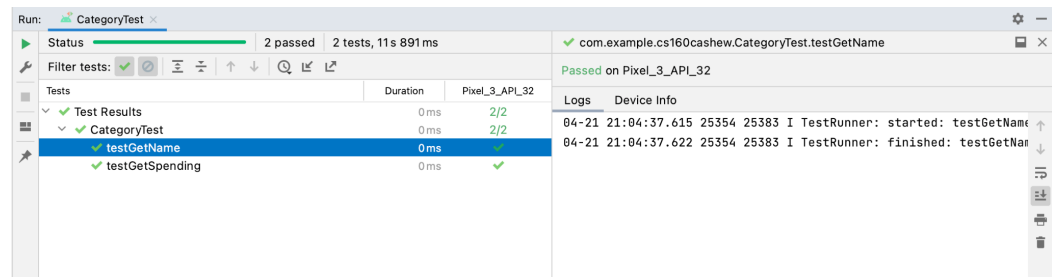 Run: CategoryTest
Status 2 passed 2 tests, 11 s 891 ms
Filter tests:
Tests Duration Pixel_3_API_32
Test Results 0 ms 2/2
CategoryTest 0 ms 2/2
testGetName 0 ms
testGetSpending 0 ms
com.example.cs160cashew.CategoryTest.testGetName
Passed on Pixel_3_API_32
Logs Device Info
04-21 21:04:37.615 25354 25383 I TestRunner: started: testGetName
04-21 21:04:37.622 25354 25383 I TestRunner: finished: testGetNam